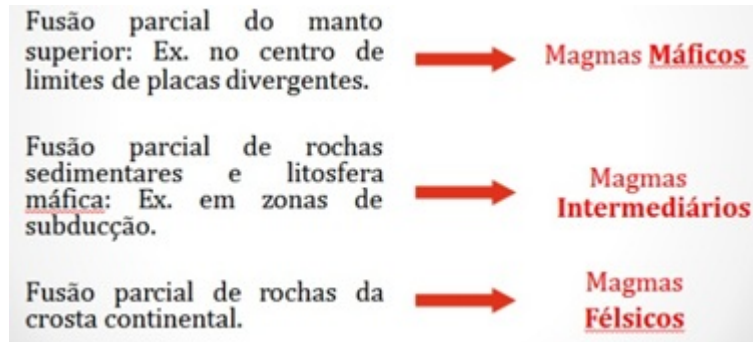 Fusão parcial do manto
superior: Ex. no centro de
limites de placas divergentes.
Magmas Máficos
Fusão parcial de rochas
sedimentares e litosfera
máfica: Ex. em zonas de
subducção.
Magmas
Intermediários
Fusão parcial de rochas da
crosta continental.
Magmas
Félsicos